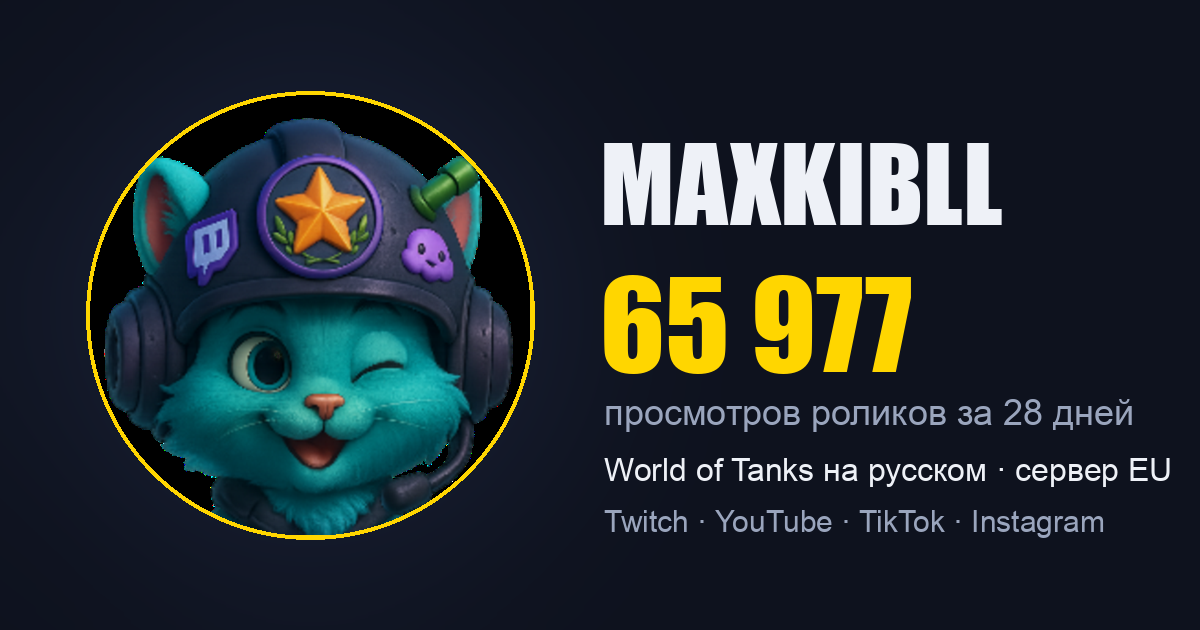 MAXKIBLL
65 977
просмотров роликов за 28 дней
World of Tanks на русском · сервер EU
Twitch · YouTube · TikTok · Instagram